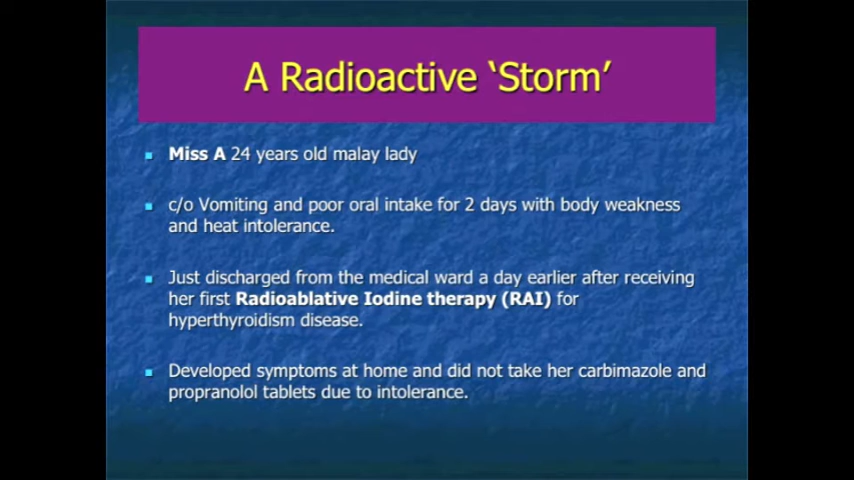 A Radioactive ‘Storm’
Miss A 24 years old malay lady
c/o Vomiting and poor oral intake for 2 days with body weakness
and heat intolerance.
Just discharged from the medical ward a day earlier after receiving
her first Radioablative Iodine therapy (RAI) for
hyperthyroidism disease.
Developed symptoms at home and did not take her carbimazole and
propranolol tablets due to intolerance.